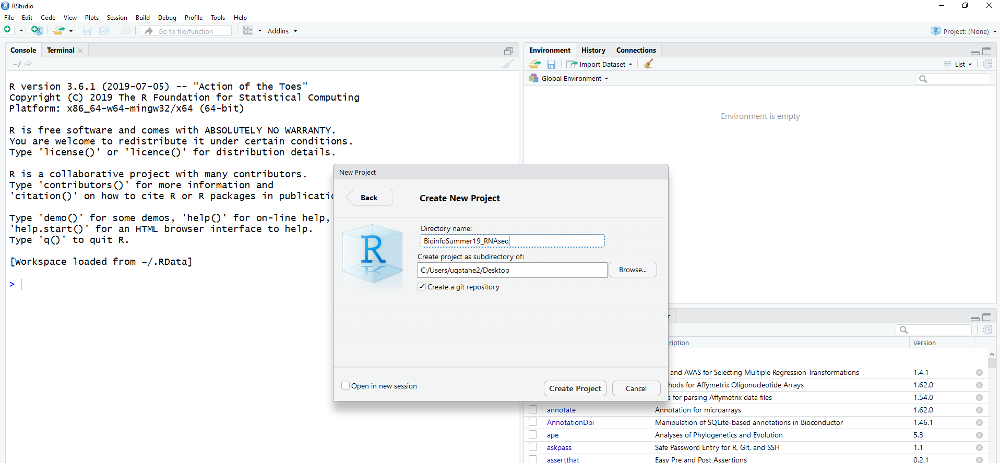 RStudio
File Edit Code View Plots Session Build Debug Profile Tools Help
Go to file/function Addins Project: (None)
Console Terminal
~/
R version 3.6.1 (2019-07-05) -- "Action of the Toes"
Copyright (C) 2019 The R Foundation for Statistical Computing
Platform: x86_64-w64-mingw32/x64 (64-bit)
R is free software and comes with ABSOLUTELY NO WARRANTY.
You are welcome to redistribute it under certain conditions.
Type 'license()' or 'licence()' for distribution details.
R is a collaborative project with many contributors.
Type 'contributors()' for more information and
'citation()' on how to cite R or R packages in publicatio
Type 'demo()' for some demos, 'help()' for on-line help,
'help.start()' for an HTML browser interface to help.
Type 'q()' to quit R.
[Workspace loaded from ~/.RData]
>
Environment History Connections
Import Dataset List
Global Environment
Environment is empty
New Project
Back Create New Project
R
Directory name:
BioinfoSummer19_RNAseq
Create project as subdirectory of:
C:/Users/uqatahe2/Desktop Browse...
Create a git repository
Open in new session Create Project Cancel
r
ription Version
and AVAS for Selecting Multiple Regression Transformations 1.4.1
hods for Affymetrix Oligonucleotide Arrays 1.62.0
s for parsing Affymetrix data files 1.54.0
annotate Annotation for microarrays 1.62.0
AnnotationDbi Manipulation of SQLite-based annotations in Bioconductor 1.46.1
ape Analyses of Phylogenetics and Evolution 5.3
askpass Safe Password Entry for R, Git, and SSH 1.1
assertthat Easy Pre and Post Assertions 0.2.1